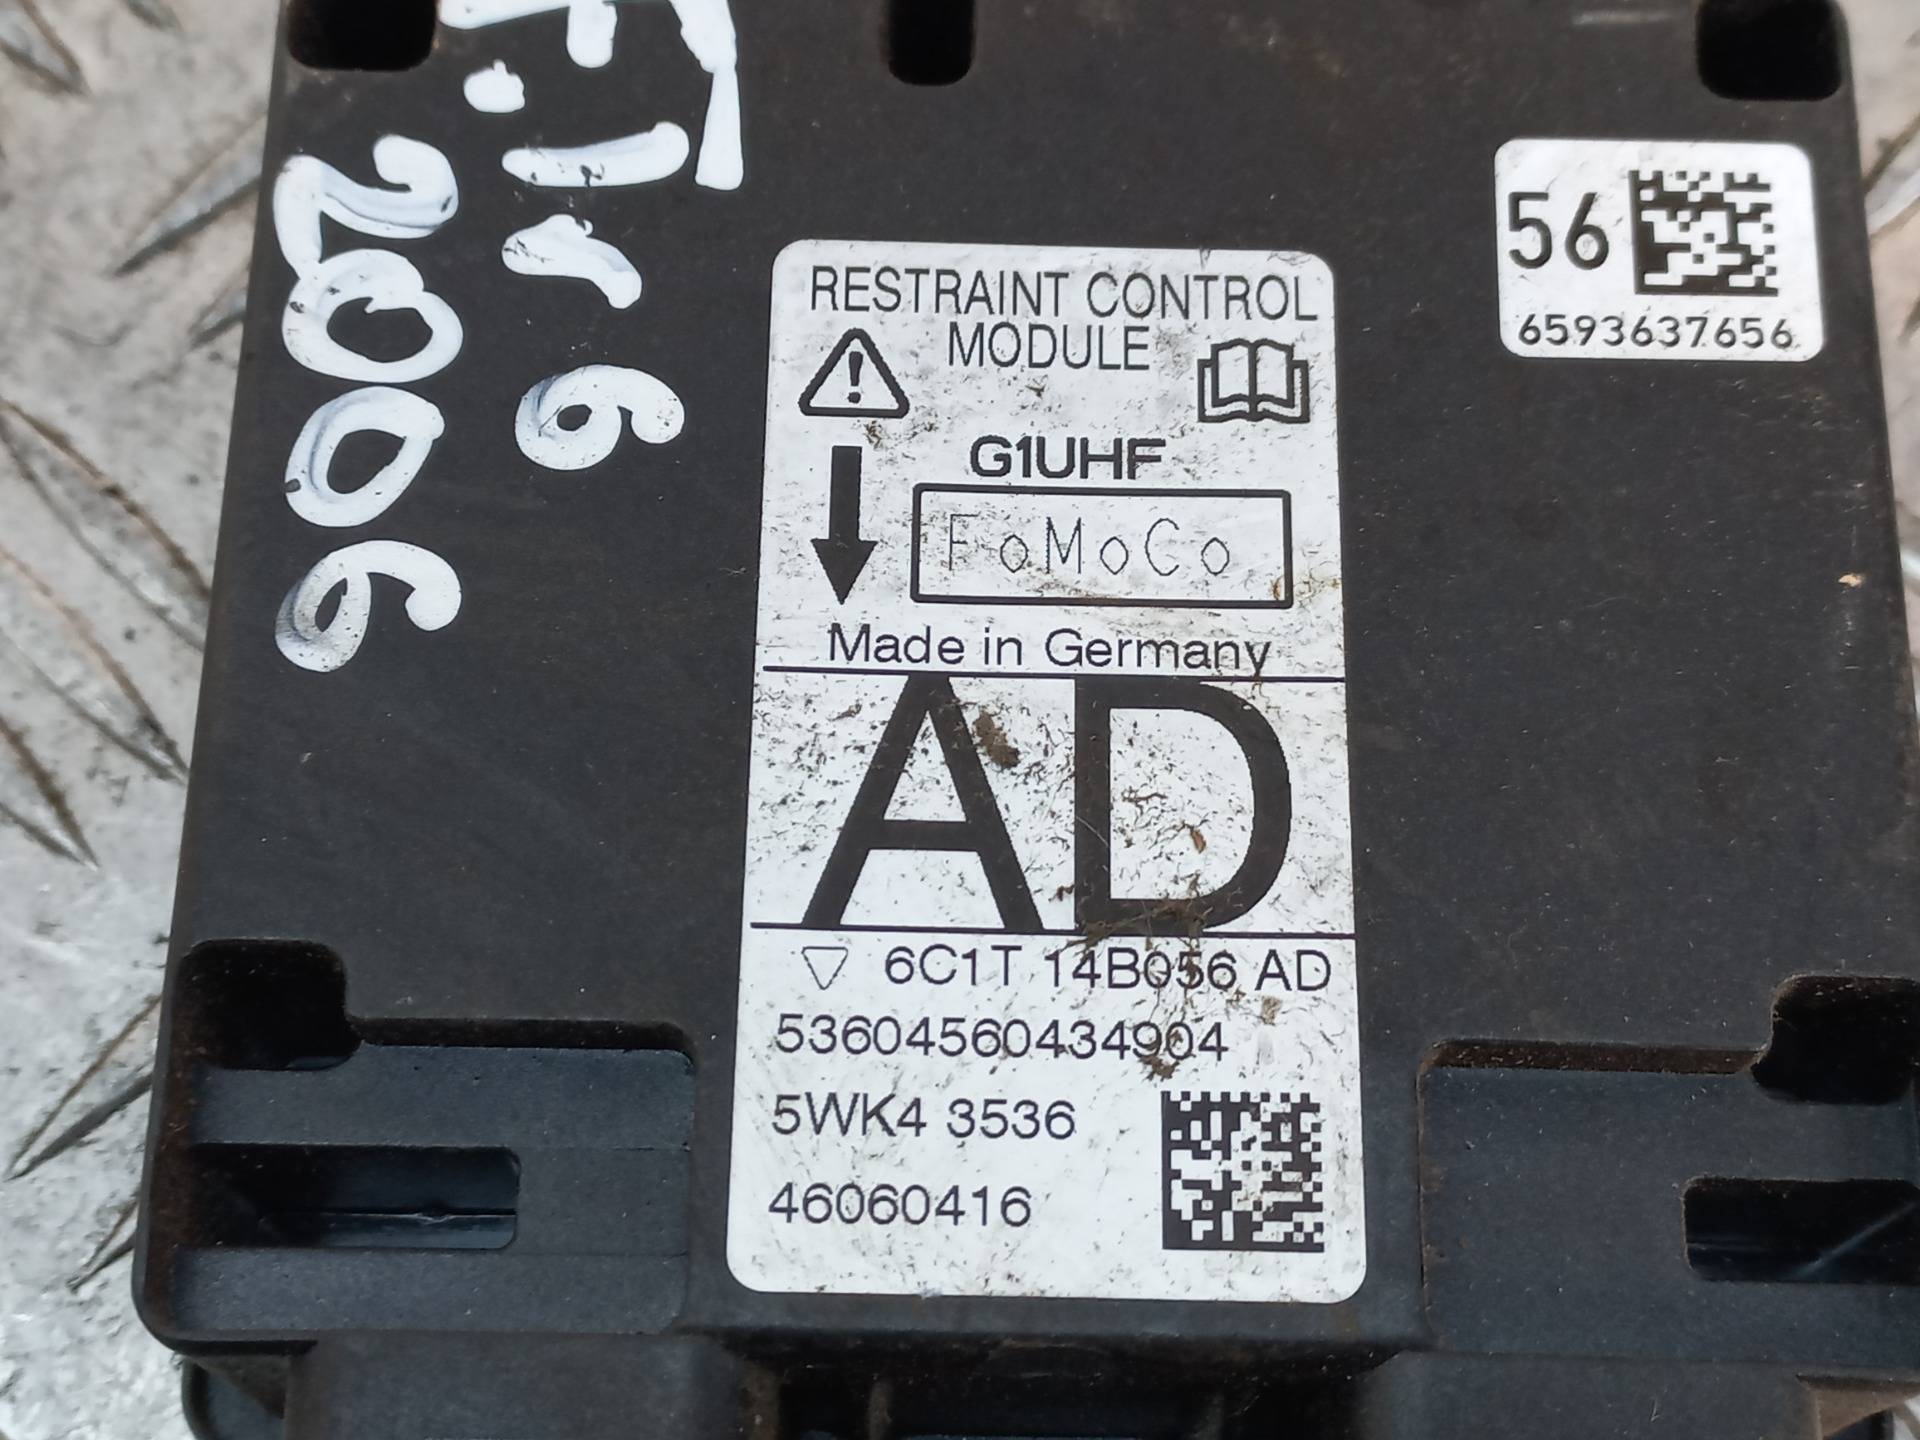 F.Tr 6
2006
56
6593637656
RESTRAINT CONTROL
MODULE
G1UHF
FoMoCo
Made in Germany
AD
6C1T 14B056 AD
53604560434904
5WK4 3536
46060416